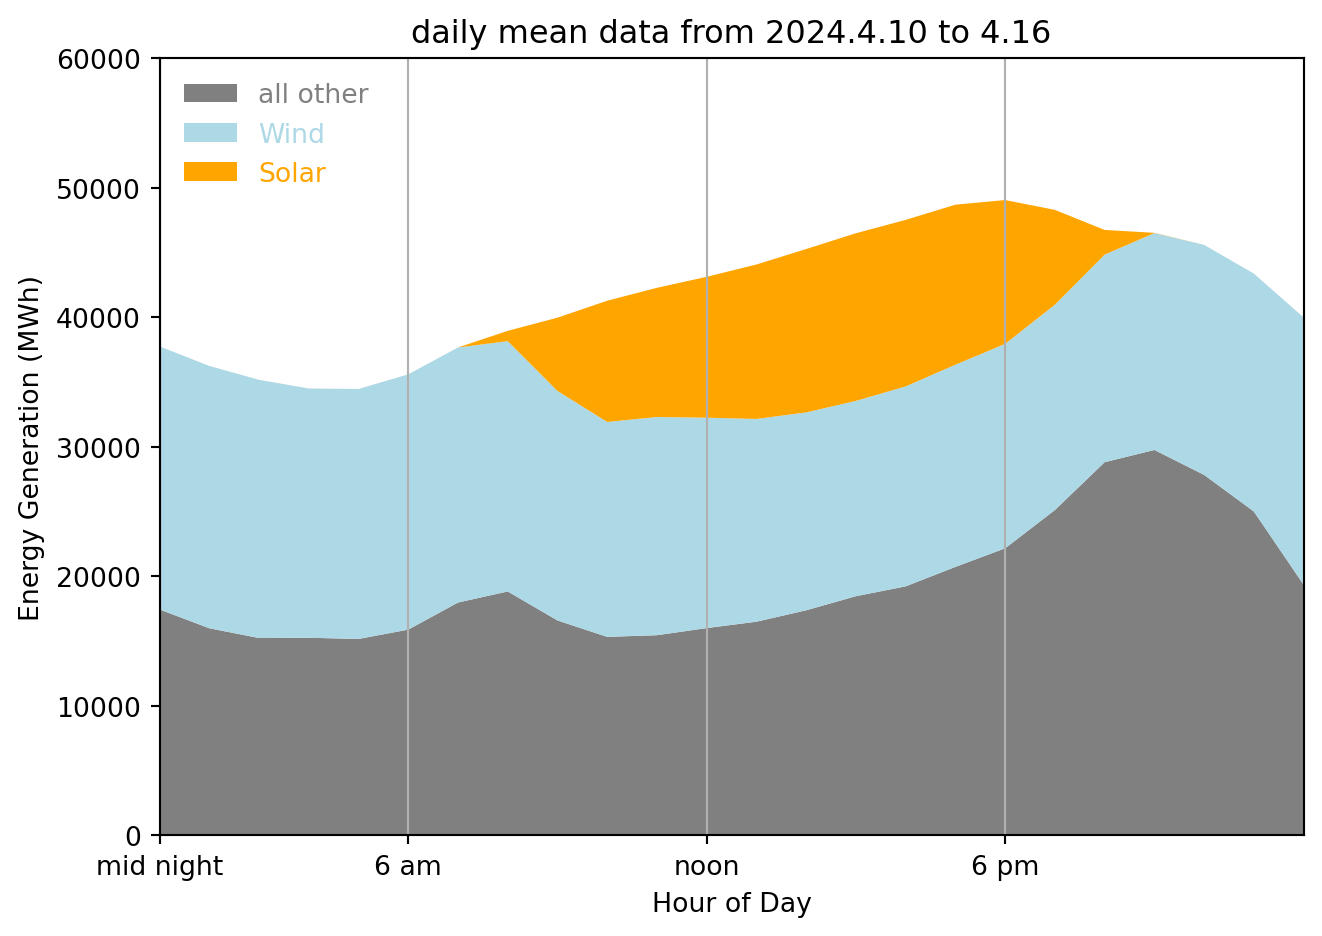 daily mean data from 2024.4.10 to 4.16
60000
50000
40000
30000
20000
10000
0
Energy Generation (MWh)
all other
Wind
Solar
mid night
6 am
noon
6 pm
Hour of Day